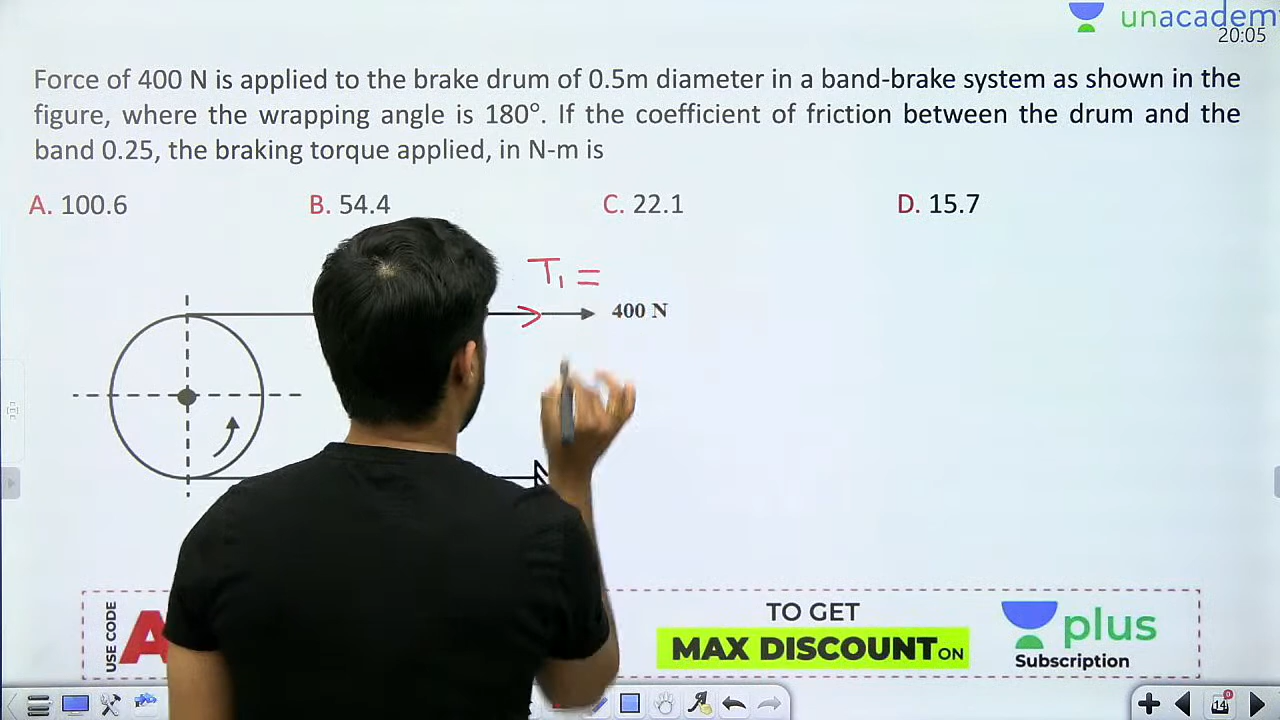 unacademy
20:05
Force of 400 N is applied to the brake drum of 0.5m diameter in a band-brake system as shown in the
figure, where the wrapping angle is 180°. If the coefficient of friction between the drum and the
band 0.25, the braking torque applied, in N-m is
A. 100.6 B. 54.4 C. 22.1 D. 15.7
T₁ =
400 N
USE CODE
A
TO GET
MAX DISCOUNT ON
plus
Subscription
14